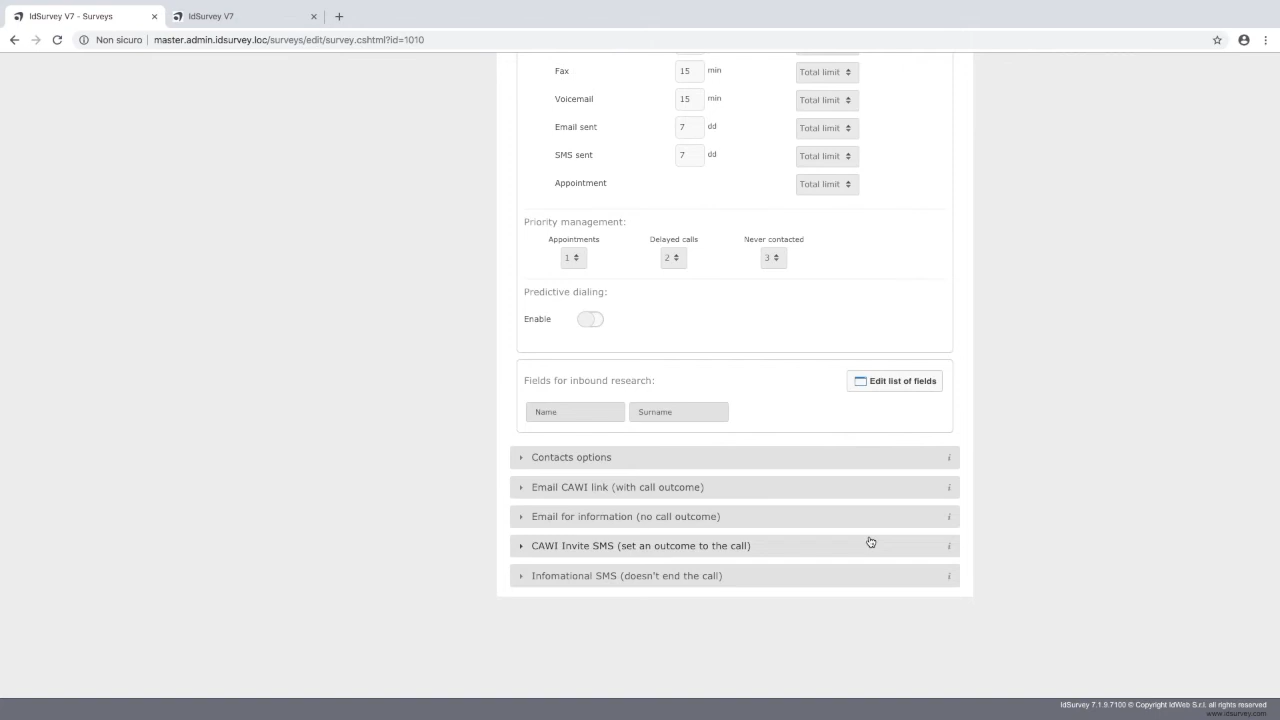 IdSurvey V7 - Surveys
IdSurvey V7
Non sicuro master.admin.idsurvey.loc/surveys/edit/survey.cshtml?id=1010
Fax 15 min Total limit
Voicemail 15 min Total limit
Email sent 7 dd Total limit
SMS sent 7 dd Total limit
Appointment Total limit
Priority management:
Appointments Delayed calls Never contacted
1 2 3
Predictive dialing:
Enable
Fields for inbound research: Edit list of fields
Name Surname
Contacts options i
Email CAWI link (with call outcome) i
Email for information (no call outcome) i
CAWI Invite SMS (set an outcome to the call) i
Infomational SMS (doesn't end the call) i
IdSurvey 7.1.9.7100 © Copyright IdWeb S.r.l. all rights reserved
www.idsurvey.com